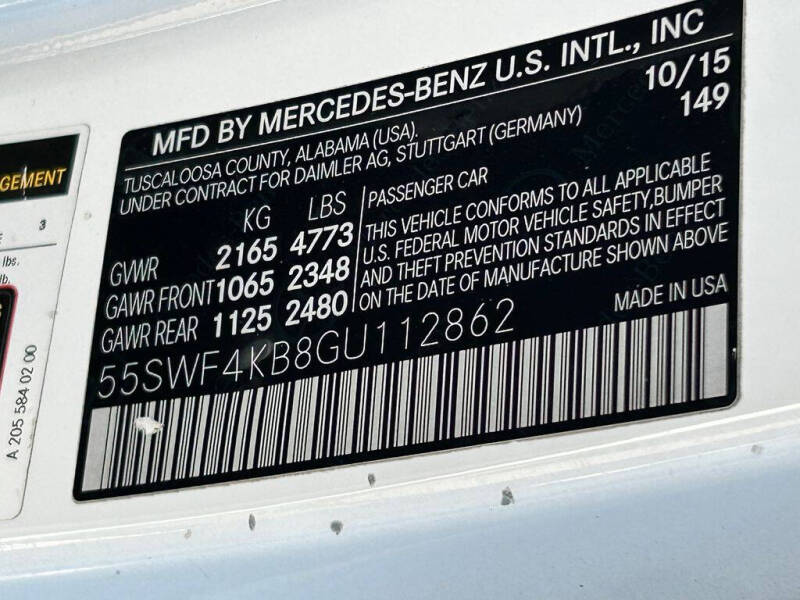 MFD BY MERCEDES-BENZ U.S. INTL., INC
TUSCALOOSA COUNTY, ALABAMA (USA).
10/15
UNDER CONTRACT FOR DAIMLER AG, STUTTGART (GERMANY)
149
KG LBS
GVWR 2165 4773
GAWR FRONT 1065 2348
GAWR REAR 1125 2480
PASSENGER CAR
THIS VEHICLE CONFORMS TO ALL APPLICABLE
U.S. FEDERAL MOTOR VEHICLE SAFETY, BUMPER
AND THEFT PREVENTION STANDARDS IN EFFECT
ON THE DATE OF MANUFACTURE SHOWN ABOVE
MADE IN USA
55SWF4KB8GU112862
GEMENT
3
lbs.
lb.
A 205 584 02 00